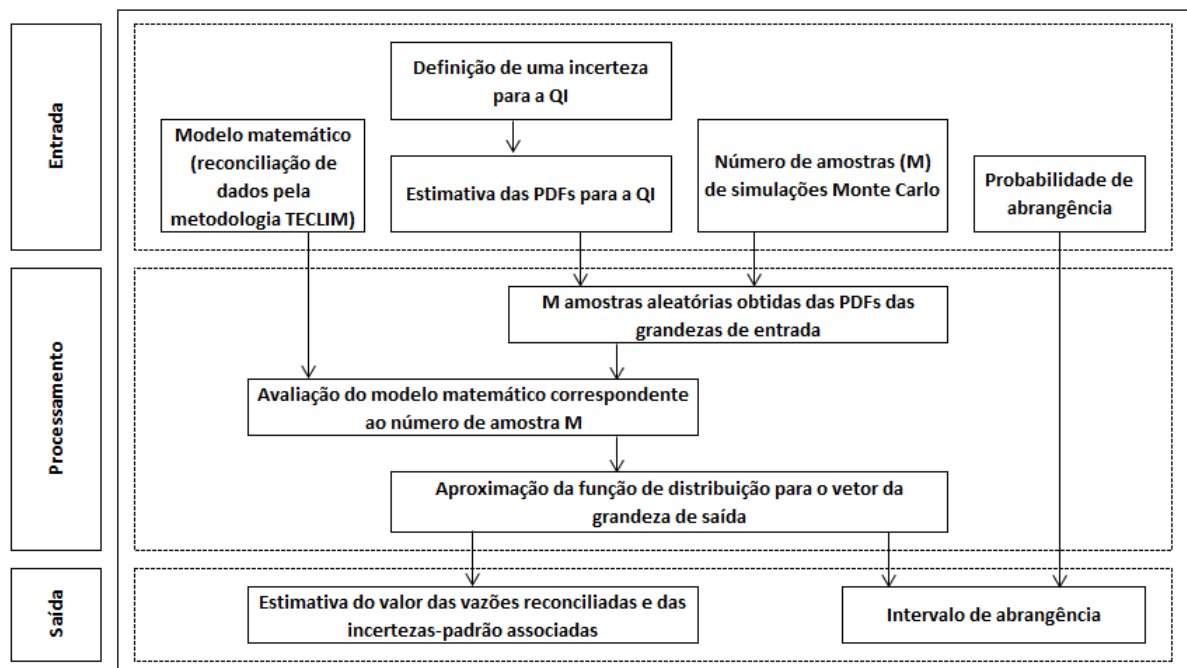 Entrada
Definição de uma incerteza
para a QI
Modelo matemático
(reconciliação de
dados pela
metodologia TECLIM)
Estimativa das PDFs para a QI
Número de amostras (M)
de simulações Monte Carlo
Probabilidade de
abrangência
Processamento
M amostras aleatórias obtidas das PDFs das
grandezas de entrada
Avaliação do modelo matemático correspondente
ao número de amostra M
Aproximação da função de distribuição para o vetor da
grandeza de saída
Saída
Estimativa do valor das vazões reconciliadas e das
incertezas-padrão associadas
Intervalo de abrangência